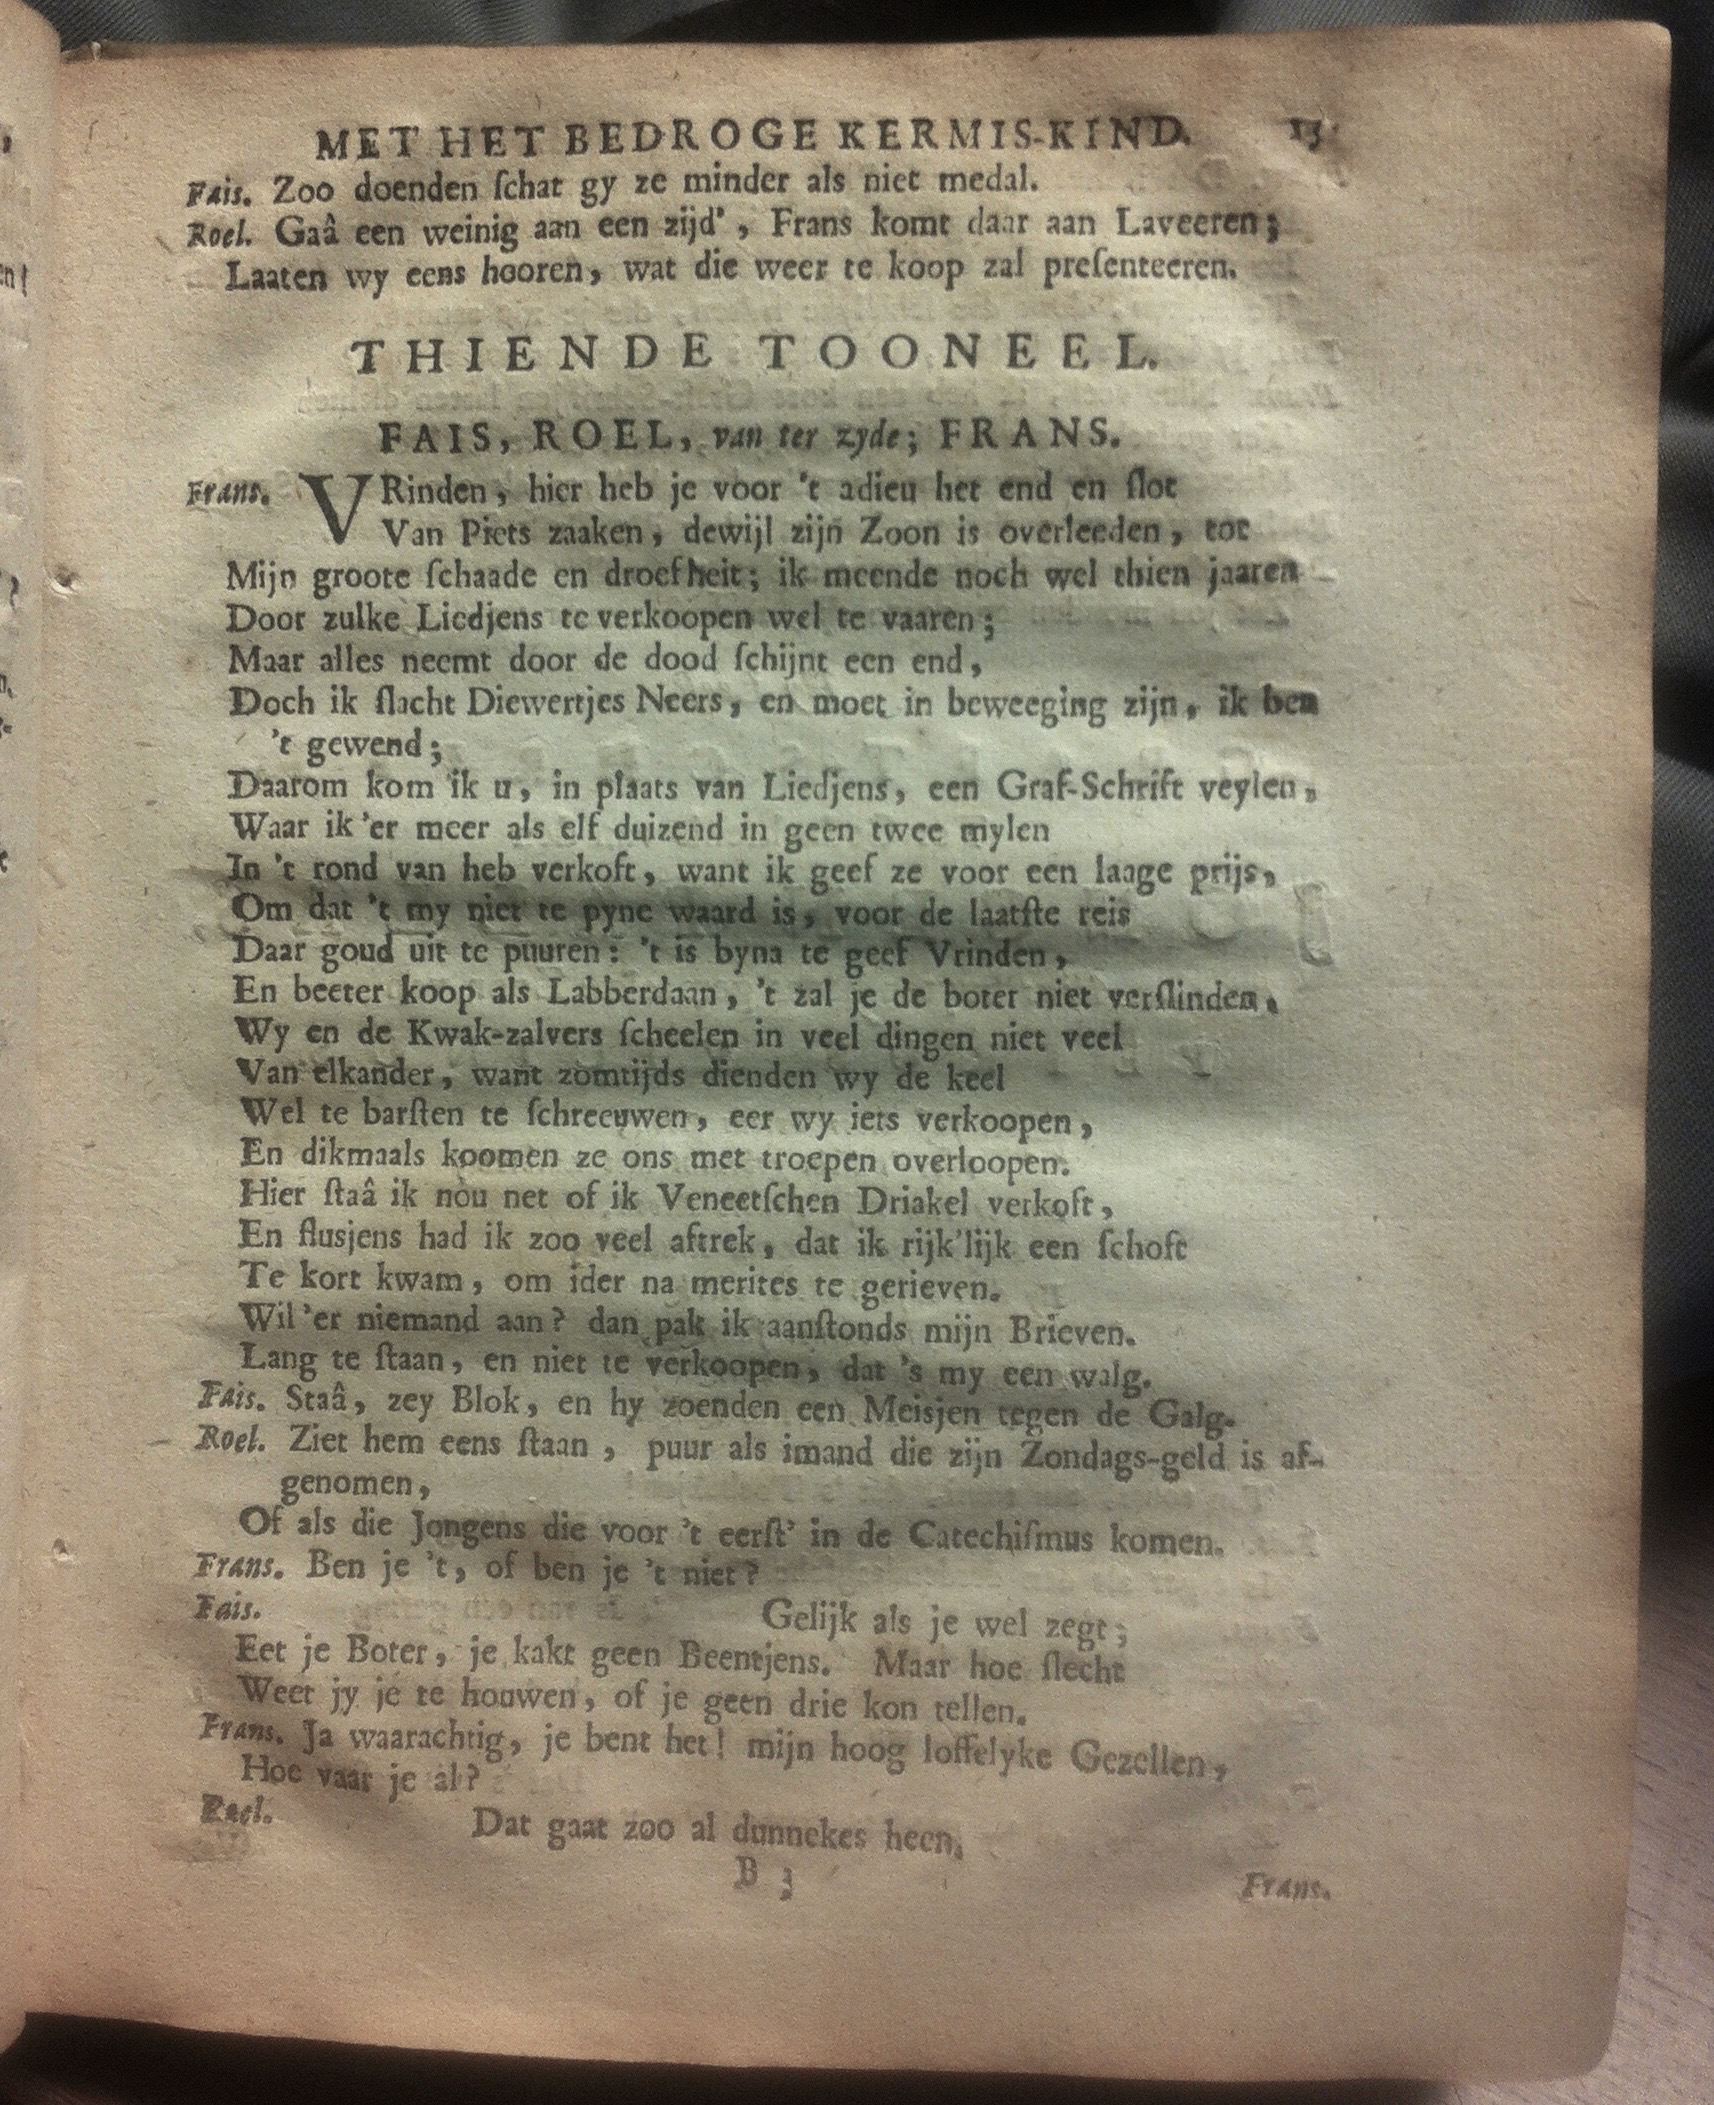 MET HET BEDROGE KERMIS-KIND. 13
Fais. Zoo doenden ſchat gy ze minder als niet medal.
Roel. Gaâ een weinig aan een zijd', Frans komt daar aan Laveeren;
Laaten wy eens hooren, wat die weer te koop zal preſenteeren.
THIENDE TOONEEL.
FAIS, ROEL, van ter zyde; FRANS.
Frans. VRinden, hier heb je voor 't adieu het end en ſlot
Van Piets zaaken, dewijl zijn Zoon is overleeden, tot
Mijn groote ſchaade en droefheit; ik meende noch wel thien jaaren
Door zulke Liedjens te verkoopen wel te vaaren;
Maar alles neemt door de dood ſchijnt een end,
Doch ik ſlacht Diewertjes Neers, en moet in beweeging zijn, ik ben
't gewend;
Daarom kom ik u, in plaats van Liedjens, een Graf-Schrift veylen,
Waar ik 'er meer als elf duizend in geen twee mylen
In 't rond van heb verkoft, want ik geef ze voor een laage prijs,
Om dat 't my niet te pyne waard is, voor de laatſte reis
Daar goud uit te puuren: 't is byna te geef Vrinden,
En beeter koop als Labberdaan, 't zal je de boter niet verſlinden.
Wy en de Kwak-zalvers ſcheelen in veel dingen niet veel
Van elkander, want zomtijds dienden wy de keel
Wel te barſten te ſchreeuwen, eer wy iets verkoopen,
En dikmaals koomen ze ons met troepen overloopen.
Hier ſtaâ ik nou net of ik Veneetſchen Driakel verkoft,
En fluſjens had ik zoo veel aftrek, dat ik rijk'lijk een ſchoft
Te kort kwam, om ider na merites te gerieven.
Wil 'er niemand aan? dan pak ik aanſtonds mijn Brieven.
Lang te ſtaan, en niet te verkoopen, dat 's my een walg.
Fais. Staâ, zey Blok, en hy zoenden een Meisjen tegen de Galg.
Roel. Ziet hem eens ſtaan, puur als imand die zijn Zondags-geld is af-
genomen,
Of als die Jongens die voor 't eerſt' in de Catechiſmus komen.
Frans. Ben je 't, of ben je 't niet?
Fais. Gelijk als je wel zegt;
Eet je Boter, je kakt geen Beentjens. Maar hoe ſlecht
Weet jy je te houwen, of je geen drie kon tellen.
Frans. Ja waarachtig, je bent het! mijn hoog loffelyke Gezellen,
Hoe vaar je al?
Roel. Dat gaat zoo al dunnekes heen.
B 3
Frans.